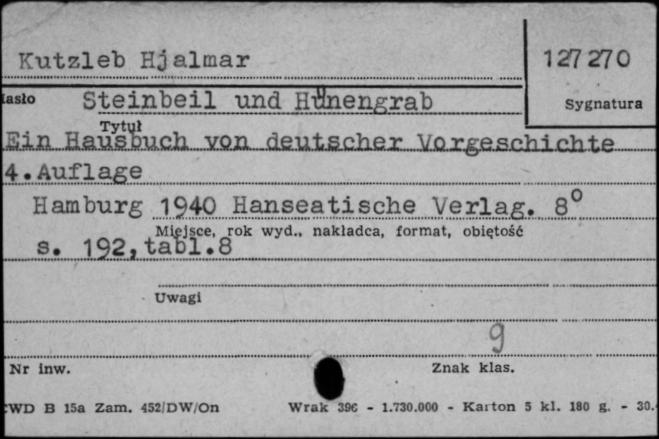 Kutzleb Hjalmar
127270
Hasło
Steinbeil und Hünengrab
Sygnatura
Tytuł
Ein Hausbuch von deutscher Vorgeschichte
4.Auflage
Hamburg 1940 Hanseatische Verlag. 8°
Miejsce, rok wyd., nakładca, format, objętość
s. 192,tabl.8
Uwagi
9
Nr inw.
Znak klas.
CWD B 15a Zam. 452/DW/On Wrak 396 - 1.730.000 - Karton 5 kl. 180 g. - 30.